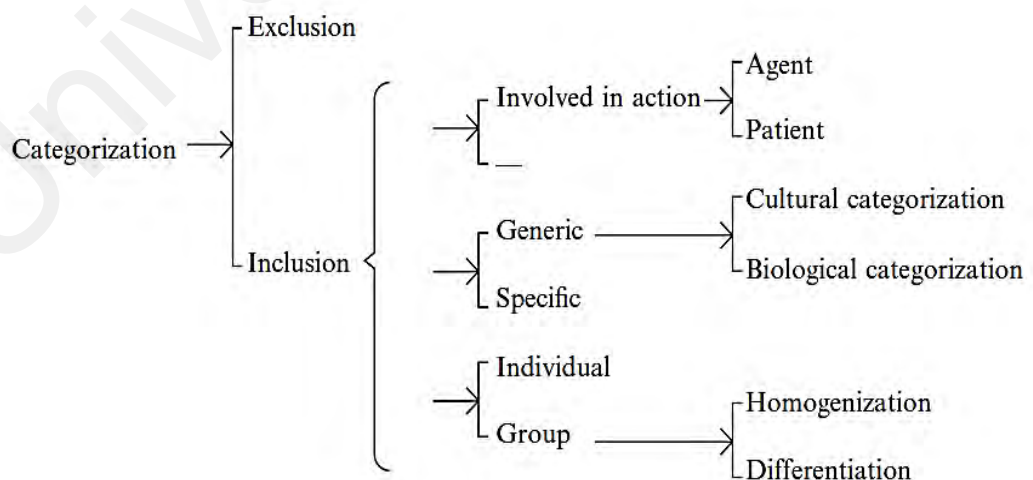 Exclusion
Agent
Involved in action
Patient
Categorization
Cultural categorization
Generic
Inclusion
Biological categorization
Specific
Individual
Homogenization
Group
Differentiation